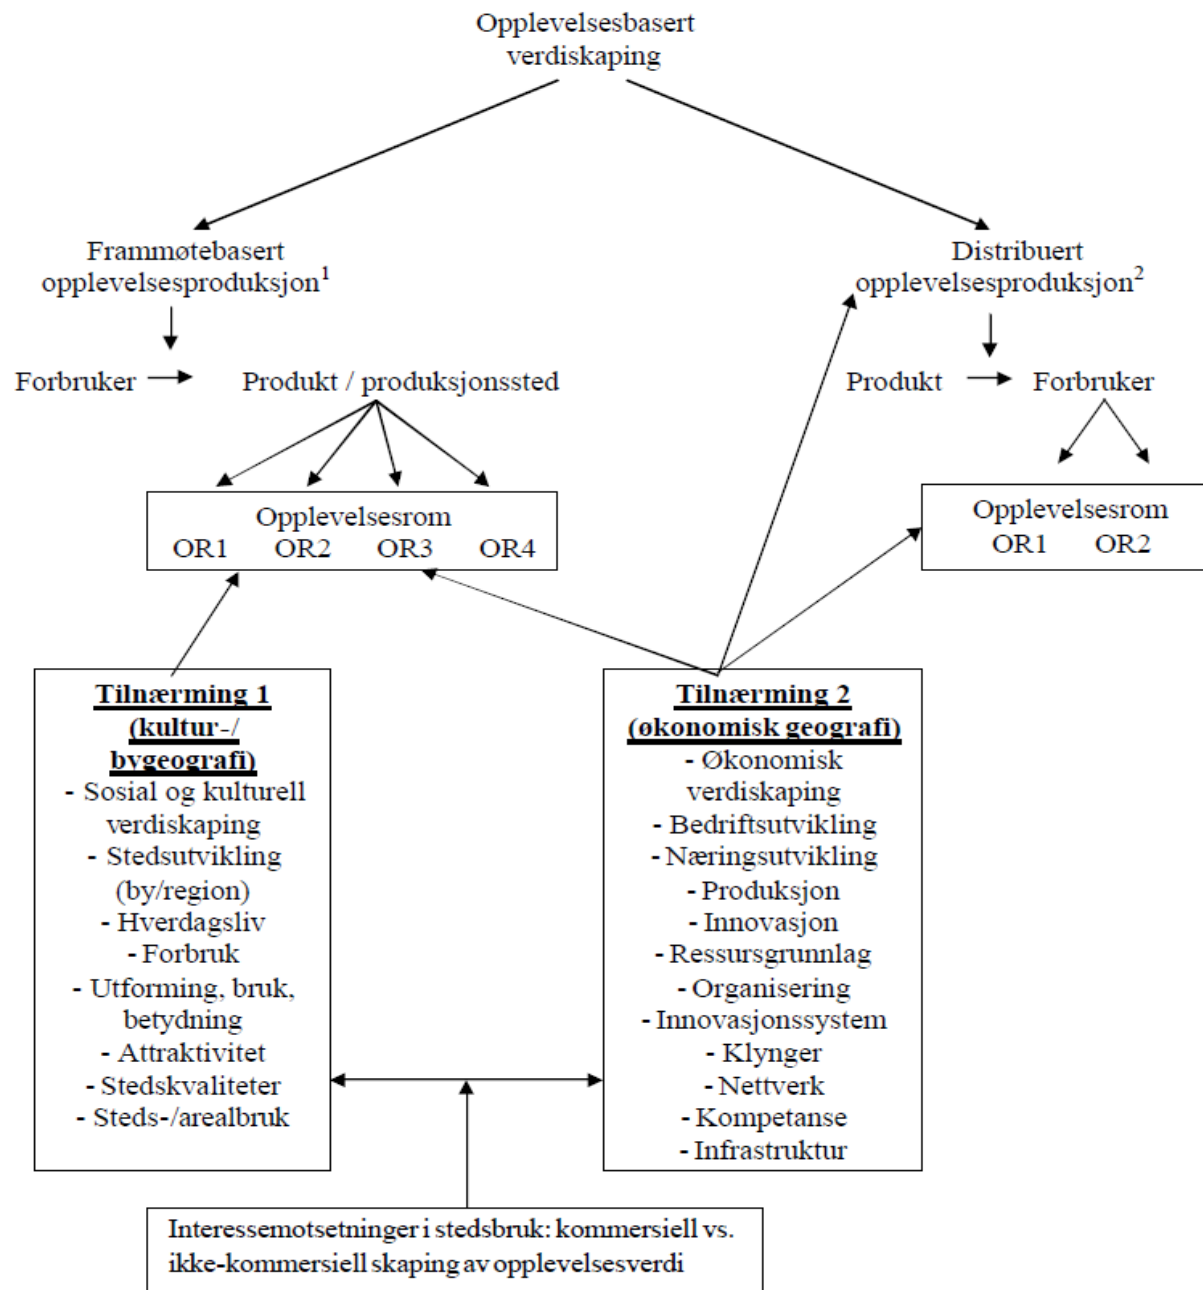 Opplevelsesbasert
verdiskaping
Frammøtebasert
opplevelsesproduksjon1
Distribuert
opplevelsesproduksjon2
Forbruker
Produkt / produksjonssted
Produkt
Forbruker
Opplevelsesrom
OR1 OR2 OR3 OR4
Opplevelsesrom
OR1 OR2
Tilnærming 1
(kultur-/
bygeografi)
- Sosial og kulturell
verdiskaping
- Stedsutvikling
(by/region)
- Hverdagsliv
- Forbruk
- Utforming, bruk,
betydning
- Attraktivitet
- Stedskvaliteter
- Steds-/arealbruk
Tilnærming 2
(økonomisk geografi)
- Økonomisk
verdiskaping
- Bedriftsutvikling
- Næringsutvikling
- Produksjon
- Innovasjon
- Ressursgrunnlag
- Organisering
- Innovasjonssystem
- Klynger
- Nettverk
- Kompetanse
- Infrastruktur
Interessemotsetninger i stedsbruk: kommersiell vs.
ikke-kommersiell skaping av opplevelsesverdi